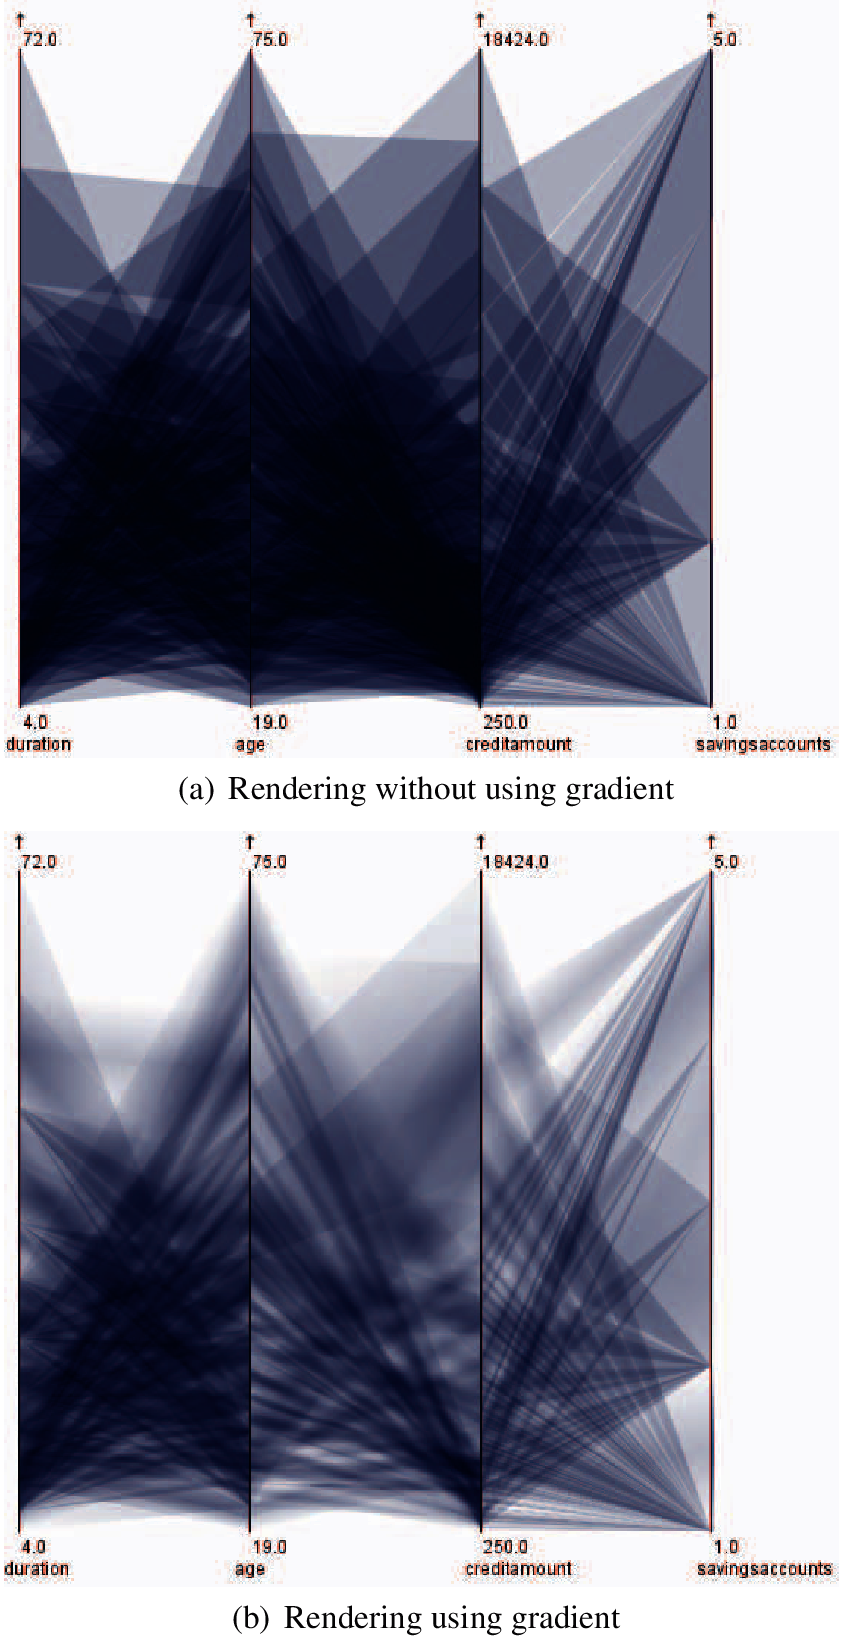 72.0 75.0 18424.0 5.0
4.0 19.0 250.0 1.0
duration age creditamount savingsaccounts
(a) Rendering without using gradient
72.0 75.0 18424.0 5.0
4.0 19.0 250.0 1.0
duration age creditamount savingsaccounts
(b) Rendering using gradient